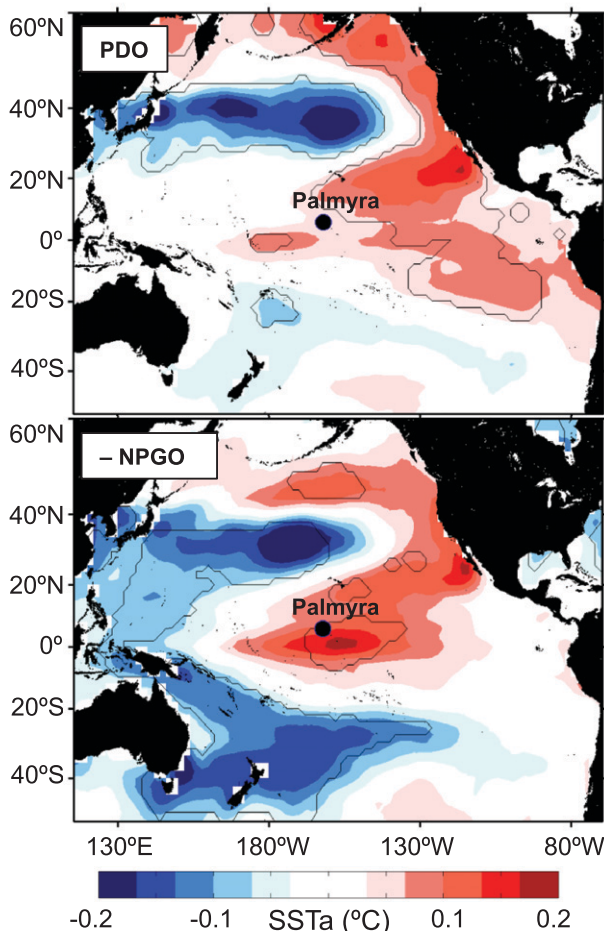 60ºN
PDO
40ºN
20ºN
Palmyra
0º
20ºS
40ºS
60ºN
– NPGO
40ºN
20ºN
Palmyra
0º
20ºS
40ºS
130ºE 180ºW 130ºW 80ºW
-0.2 -0.1 SSTa (ºC) 0.1 0.2